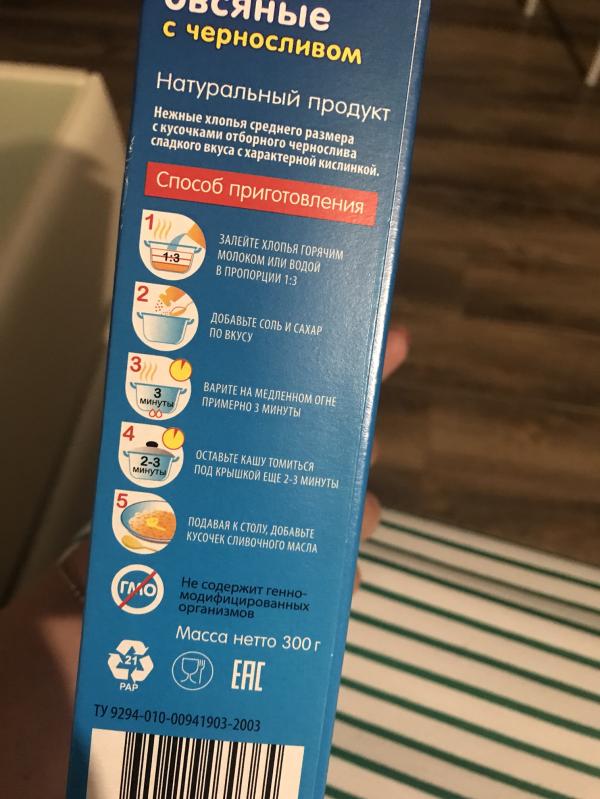 овсяные
с черносливом
Натуральный продукт
Нежные хлопья среднего размера
с кусочками отборного чернослива
сладкого вкуса с характерной кислинкой.
Способ приготовления
1
1:3
ЗАЛЕЙТЕ ХЛОПЬЯ ГОРЯЧИМ
МОЛОКОМ ИЛИ ВОДОЙ
В ПРОПОРЦИИ 1:3
2
ДОБАВЬТЕ СОЛЬ И САХАР
ПО ВКУСУ
3
3
МИНУТЫ
ВАРИТЕ НА МЕДЛЕННОМ ОГНЕ
ПРИМЕРНО 3 МИНУТЫ
4
2-3
МИНУТЫ
ОСТАВЬТЕ КАШУ ТОМИТЬСЯ
ПОД КРЫШКОЙ ЕЩЕ 2-3 МИНУТЫ
5
ПОДАВАЯ К СТОЛУ, ДОБАВЬТЕ
КУСОЧЕК СЛИВОЧНОГО МАСЛА
ГМО
Не содержит генно-
модифицированных
организмов
Масса нетто 300 г
21
PAP
EAC
ТУ 9294-010-00941903-2003